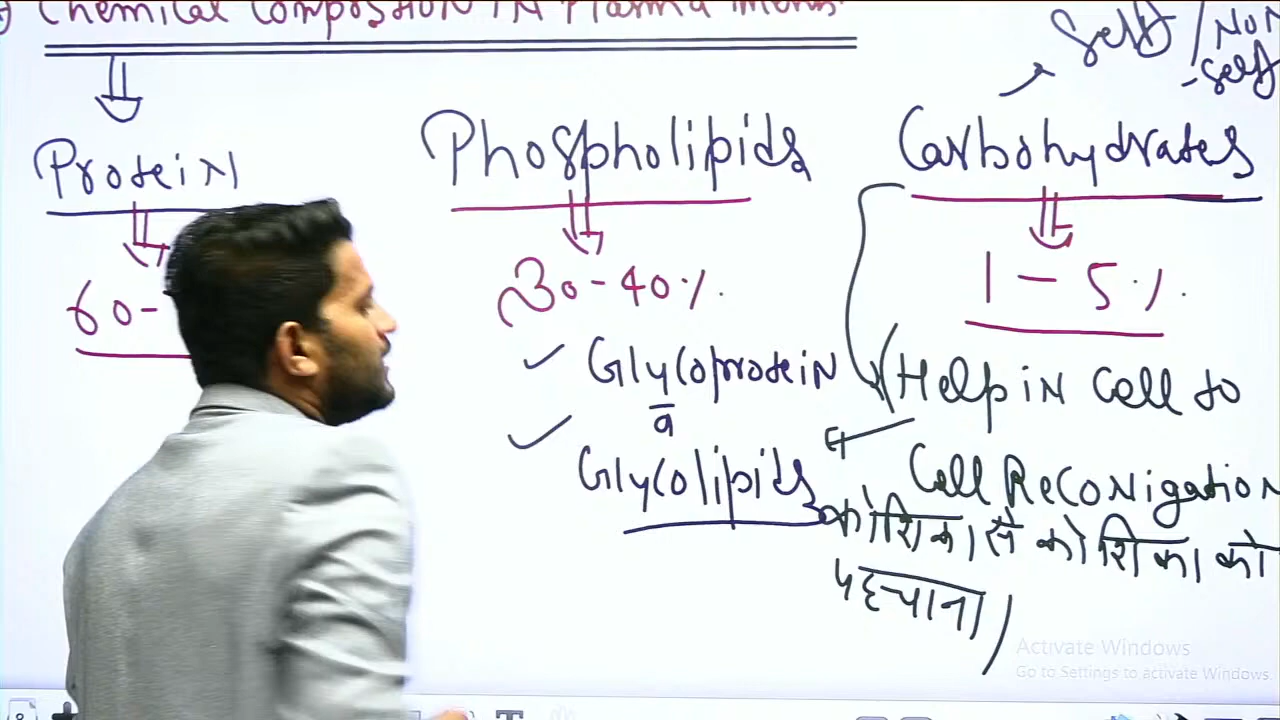 Chemical Composition IN Plasma
Self / NON
-Self
Protein
Phospholipids
Carbohydrates
60-
30-40%.
1 - 5%.
Glycoprotein
a
Glycolipids
Help in Cell to
Cell ReCoNigatioN
कोशिका से कोशिका को
पहचाना।
Activate Windows
Go to Settings to activate Windows.